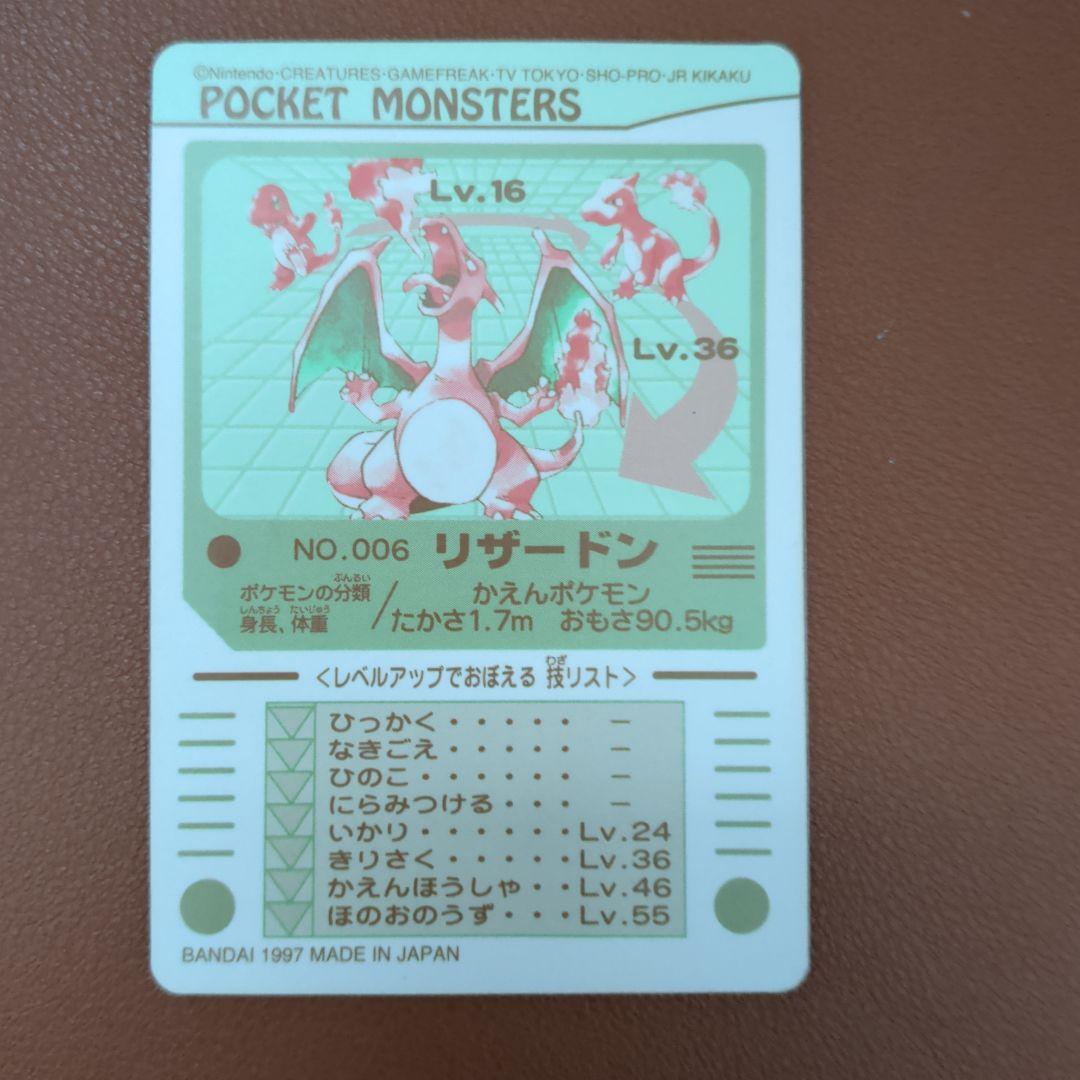 ©Nintendo・CREATURES・GAMEFREAK・TV TOKYO・SHO-PRO・JR KIKAKU
POCKET MONSTERS
Lv.16
Lv.36
NO.006 リザードン
ぶんるい
ポケモンの分類 / かえんポケモン
しんちょう たいじゅう
身長、体重 たかさ1.7m おもさ90.5kg
わざ
<レベルアップでおぼえる 技リスト>
ひっかく・・・・・ −
なきごえ・・・・・ −
ひのこ・・・・・・ −
にらみつける・・・ −
いかり・・・・・・Lv.24
きりさく・・・・・Lv.36
かえんほうしゃ・・Lv.46
ほのおのうず・・・Lv.55
BANDAI 1997 MADE IN JAPAN